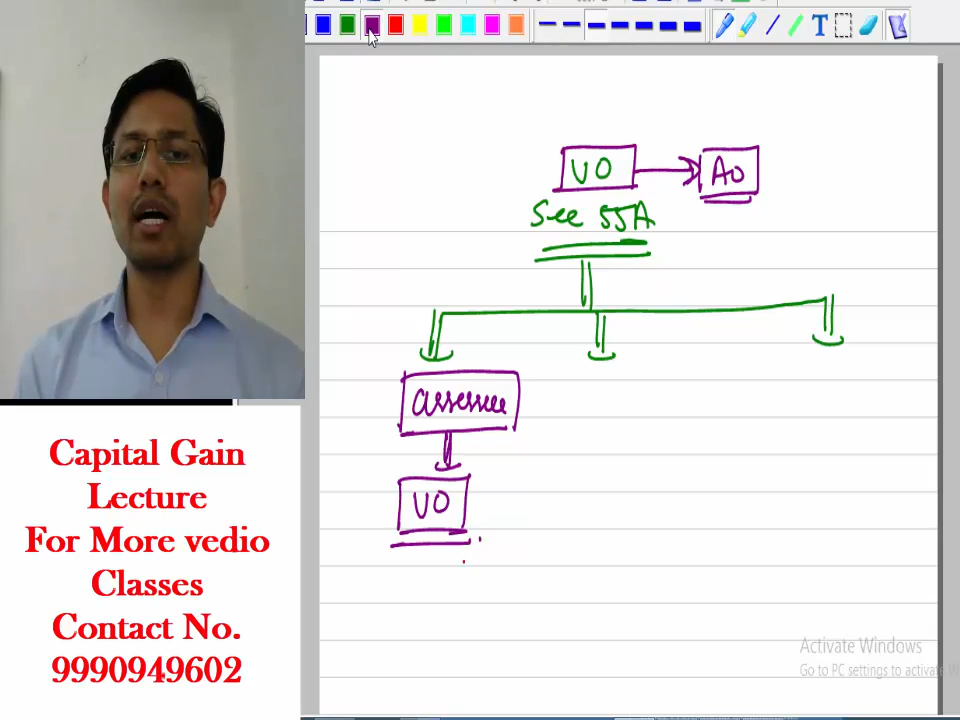 VO
AO
See 55A
assessee
VO
Capital Gain
Lecture
For More vedio
Classes
Contact No.
9990949602
Activate Windows
Go to PC settings to activate W
T